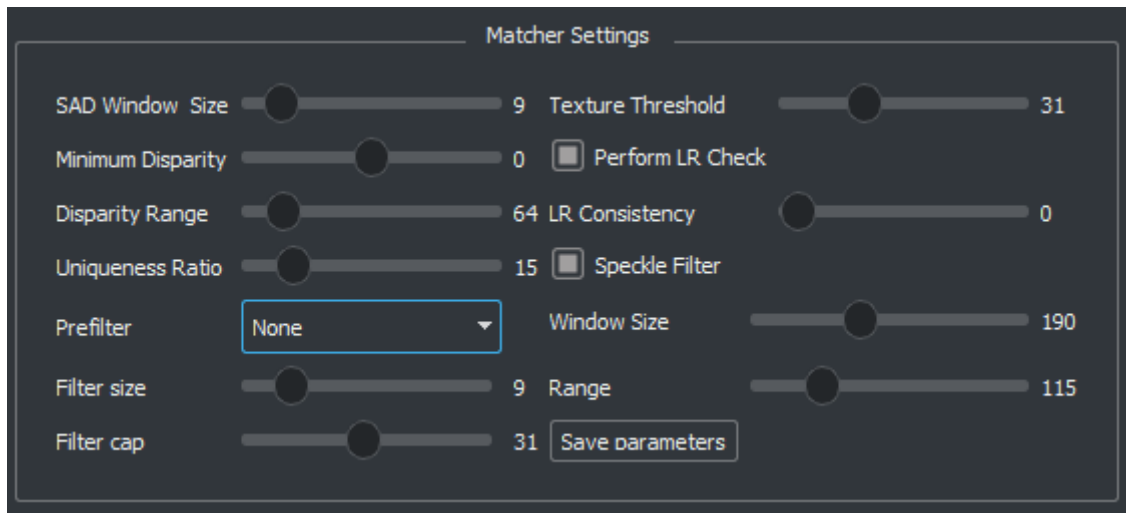 Matcher Settings
SAD Window Size 9
Texture Threshold 31
Minimum Disparity 0
Perform LR Check
Disparity Range 64
LR Consistency 0
Uniqueness Ratio 15
Speckle Filter
Prefilter None
Window Size 190
Filter size 9
Range 115
Filter cap 31
Save parameters